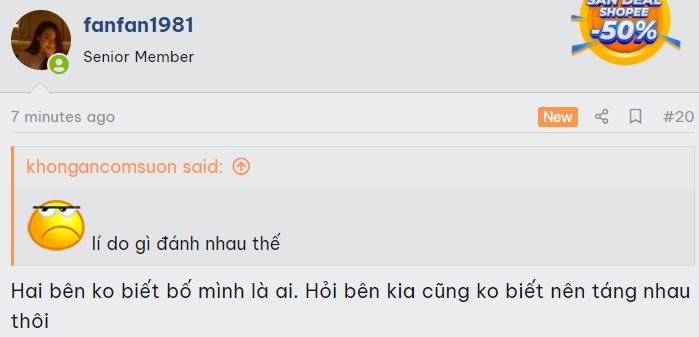 fanfan1981
Senior Member
SĂN DEAL
SHOPEE
-50%
7 minutes ago
New
#20
khongancomsuon said:
lí do gì đánh nhau thế
Hai bên ko biết bố mình là ai. Hỏi bên kia cũng ko biết nên táng nhau
thôi